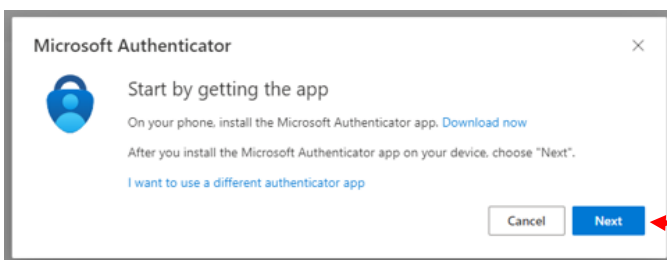 Microsoft Authenticator
Start by getting the app
On your phone, install the Microsoft Authenticator app. Download now
After you install the Microsoft Authenticator app on your device, choose "Next".
I want to use a different authenticator app
Cancel Next